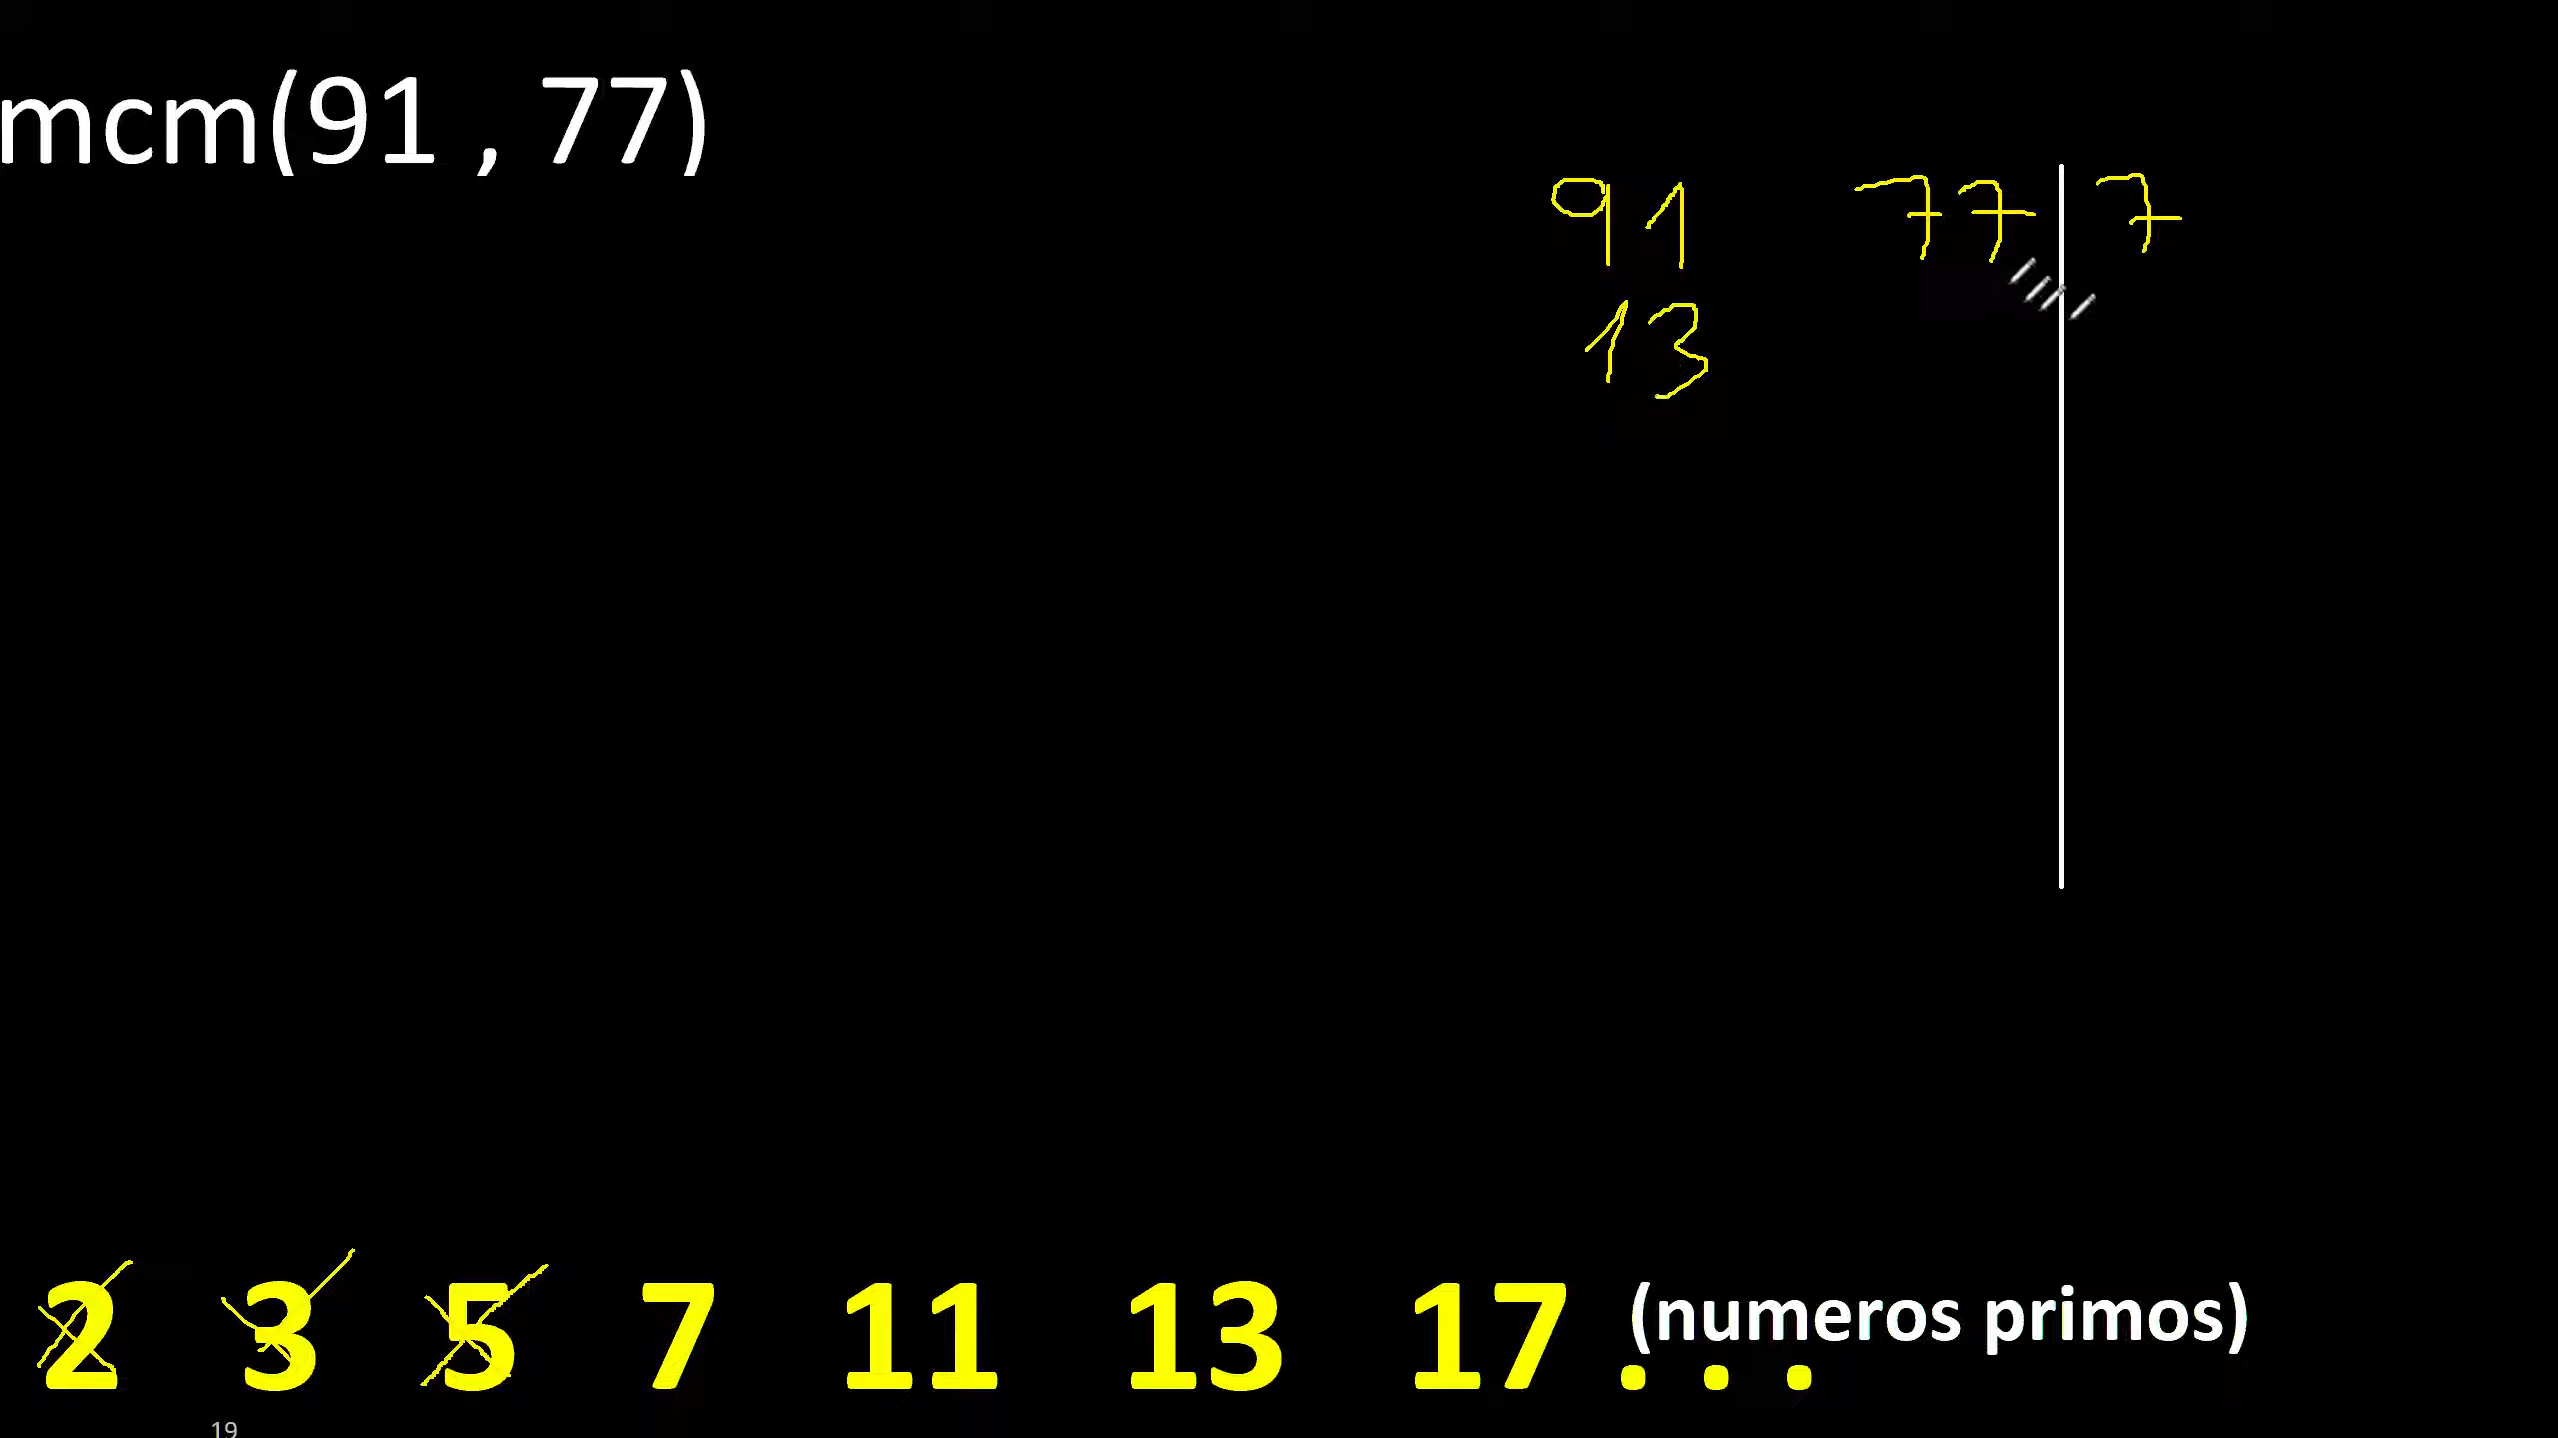 mcm(91 , 77)
91 77 7
13
2 3 5 7 11 13 17 . . . (numeros primos)
19